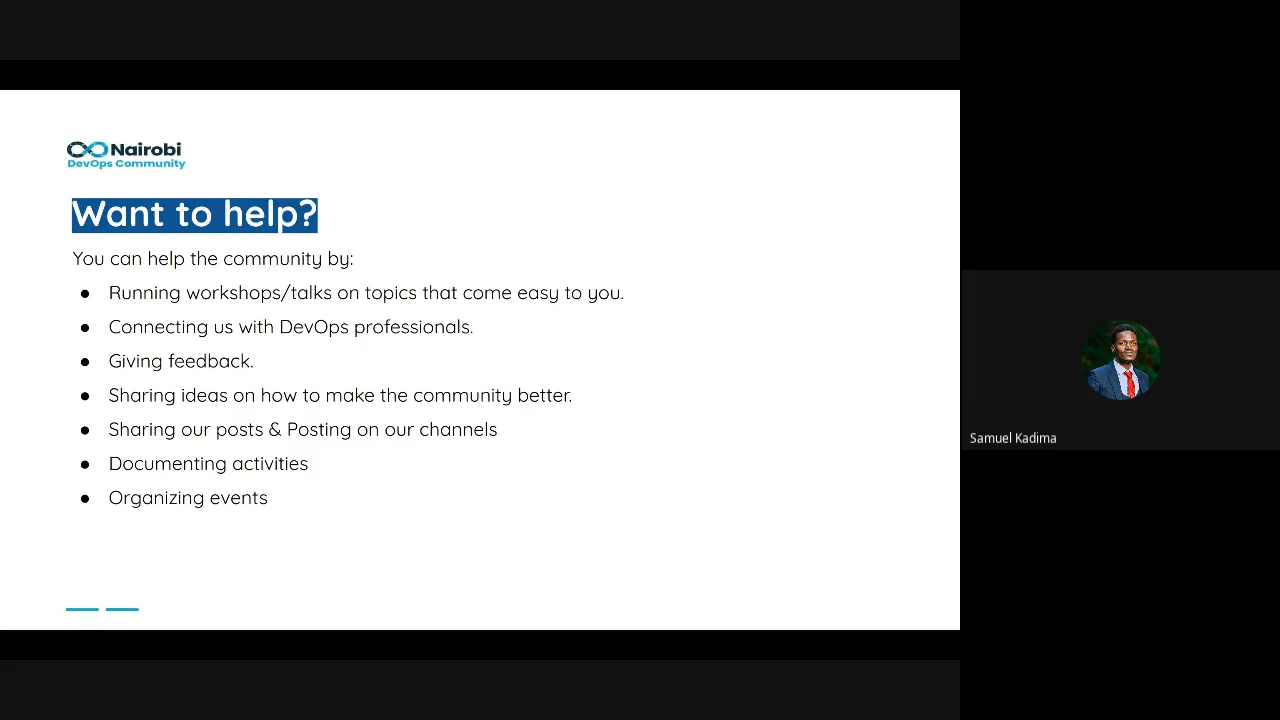 Nairobi
DevOps Community
Want to help?
You can help the community by:
● Running workshops/talks on topics that come easy to you.
● Connecting us with DevOps professionals.
● Giving feedback.
● Sharing ideas on how to make the community better.
● Sharing our posts & Posting on our channels
● Documenting activities
● Organizing events
Samuel Kadima